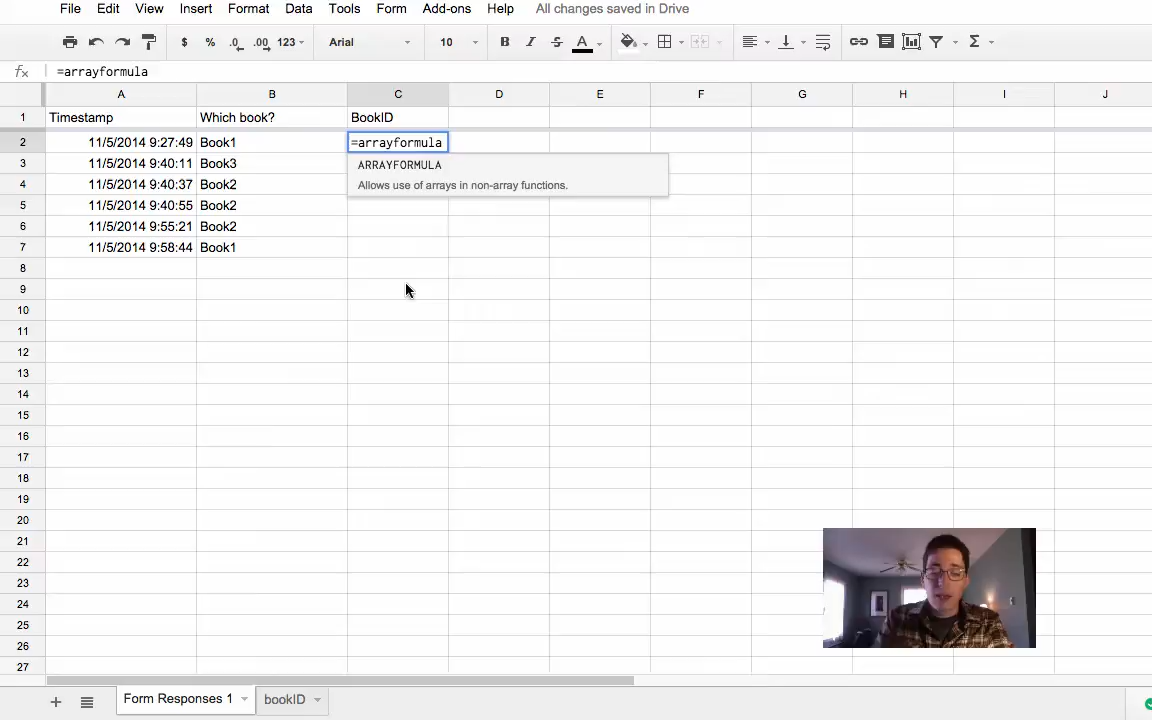 File Edit View Insert Format Data Tools Form Add-ons Help All changes saved in Drive
$ % .0 .00 123 Arial 10 B I S A Σ
fx =arrayformula
A B C D E F G H I J
1 Timestamp Which book? BookID
2 11/5/2014 9:27:49 Book1 =arrayformula
3 11/5/2014 9:40:11 Book3 ARRAYFORMULA
4 11/5/2014 9:40:37 Book2 Allows use of arrays in non-array functions.
5 11/5/2014 9:40:55 Book2
6 11/5/2014 9:55:21 Book2
7 11/5/2014 9:58:44 Book1
8
9
10
11
12
13
14
15
16
17
18
19
20
21
22
23
24
25
26
27
+ Form Responses 1 bookID